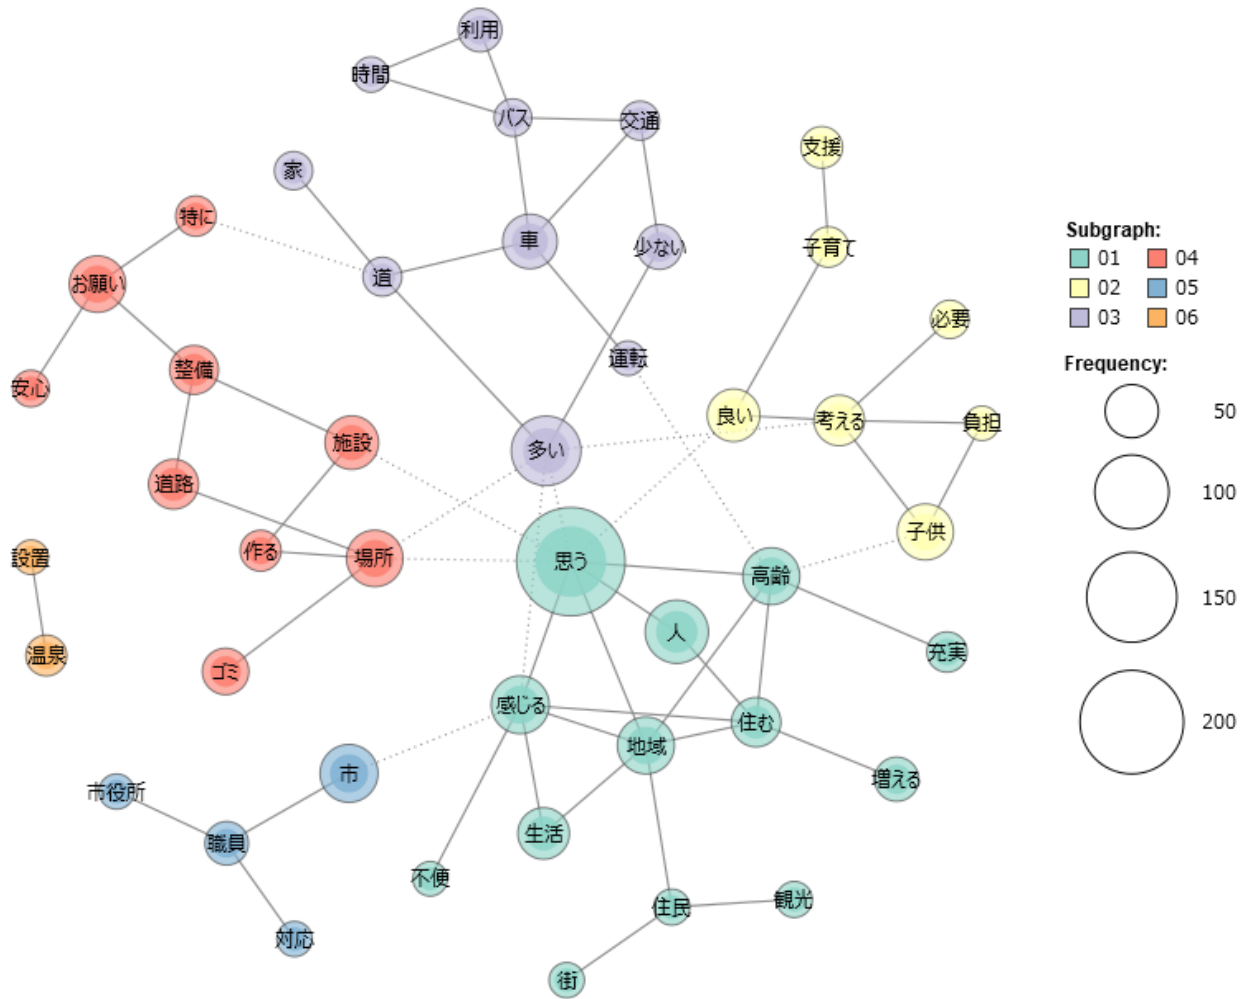 利用
時間
バス
交通
家
支援
特に
車
少ない
子育て
道
お願い
必要
運転
整備
安心
良い
考える
負担
施設
多い
道路
子供
作る
場所
思う
高齢
設置
人
充実
温泉
ゴミ
感じる
住む
地域
市
増える
市役所
生活
職員
不便
住民
観光
対応
街
Subgraph:
01 04
02 05
03 06
Frequency:
50
100
150
200